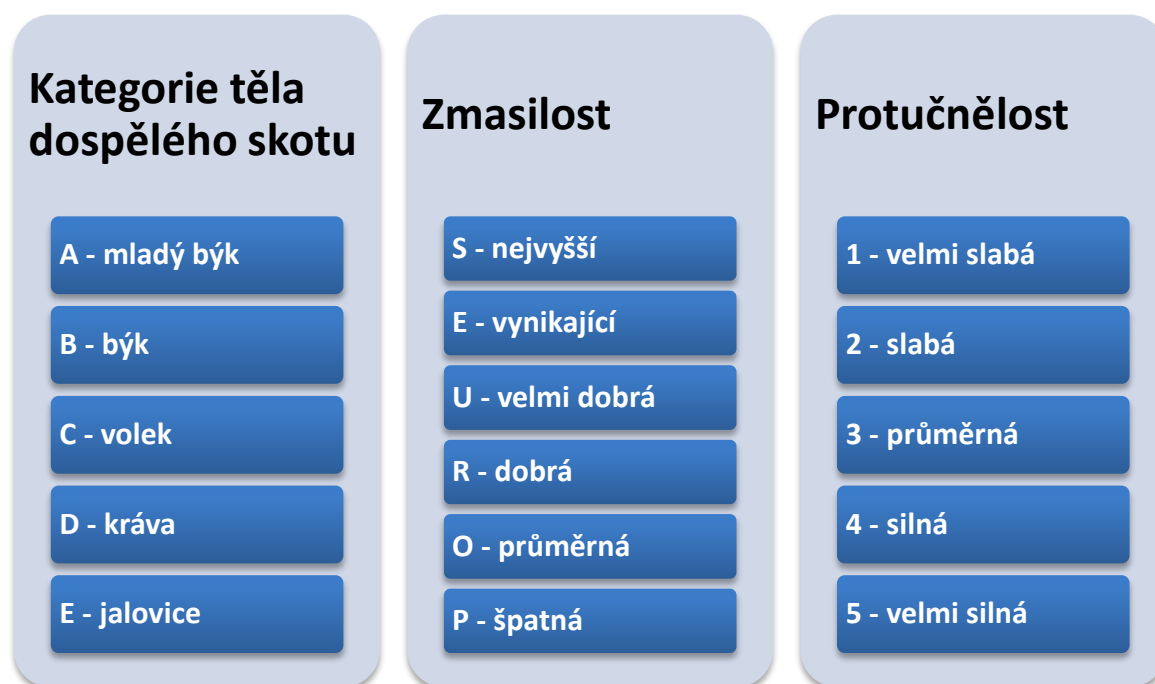 Kategorie těla
dospělého skotu
A - mladý býk
B - býk
C - volek
D - kráva
E - jalovice
Zmasilost
S - nejvyšší
E - vynikající
U - velmi dobrá
R - dobrá
O - průměrná
P - špatná
Protučnělost
1 - velmi slabá
2 - slabá
3 - průměrná
4 - silná
5 - velmi silná